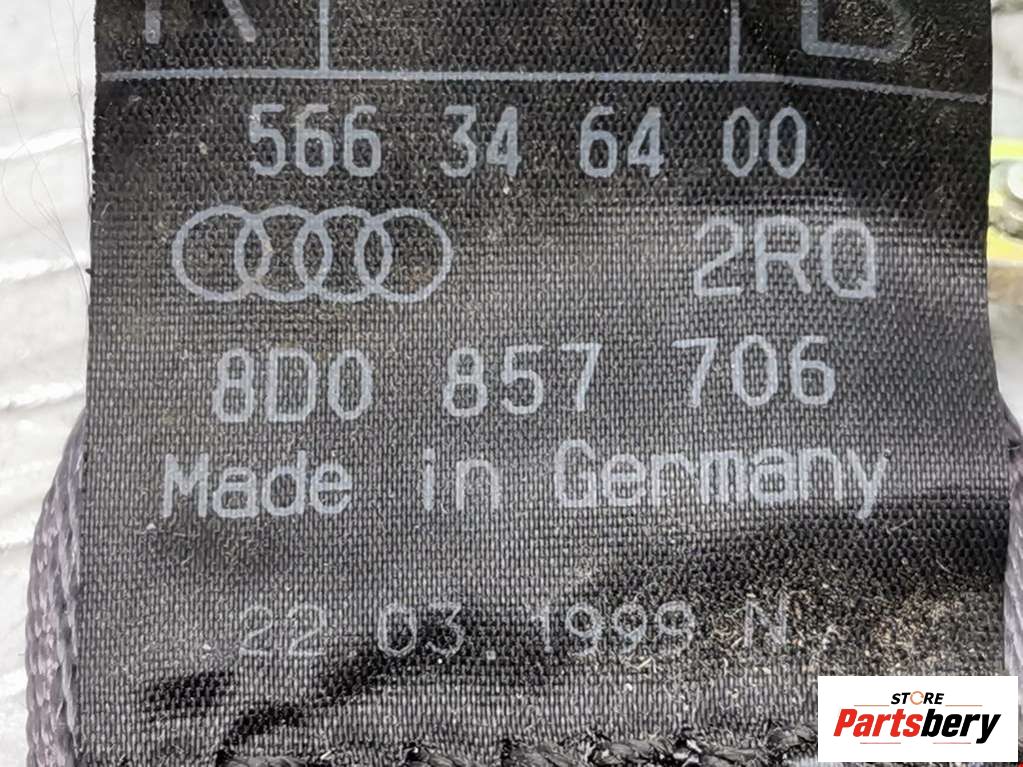 566 34 64 00
2RQ
8D0 857 706
Made in Germany
22 03.1999 N
STORE
Partsbery